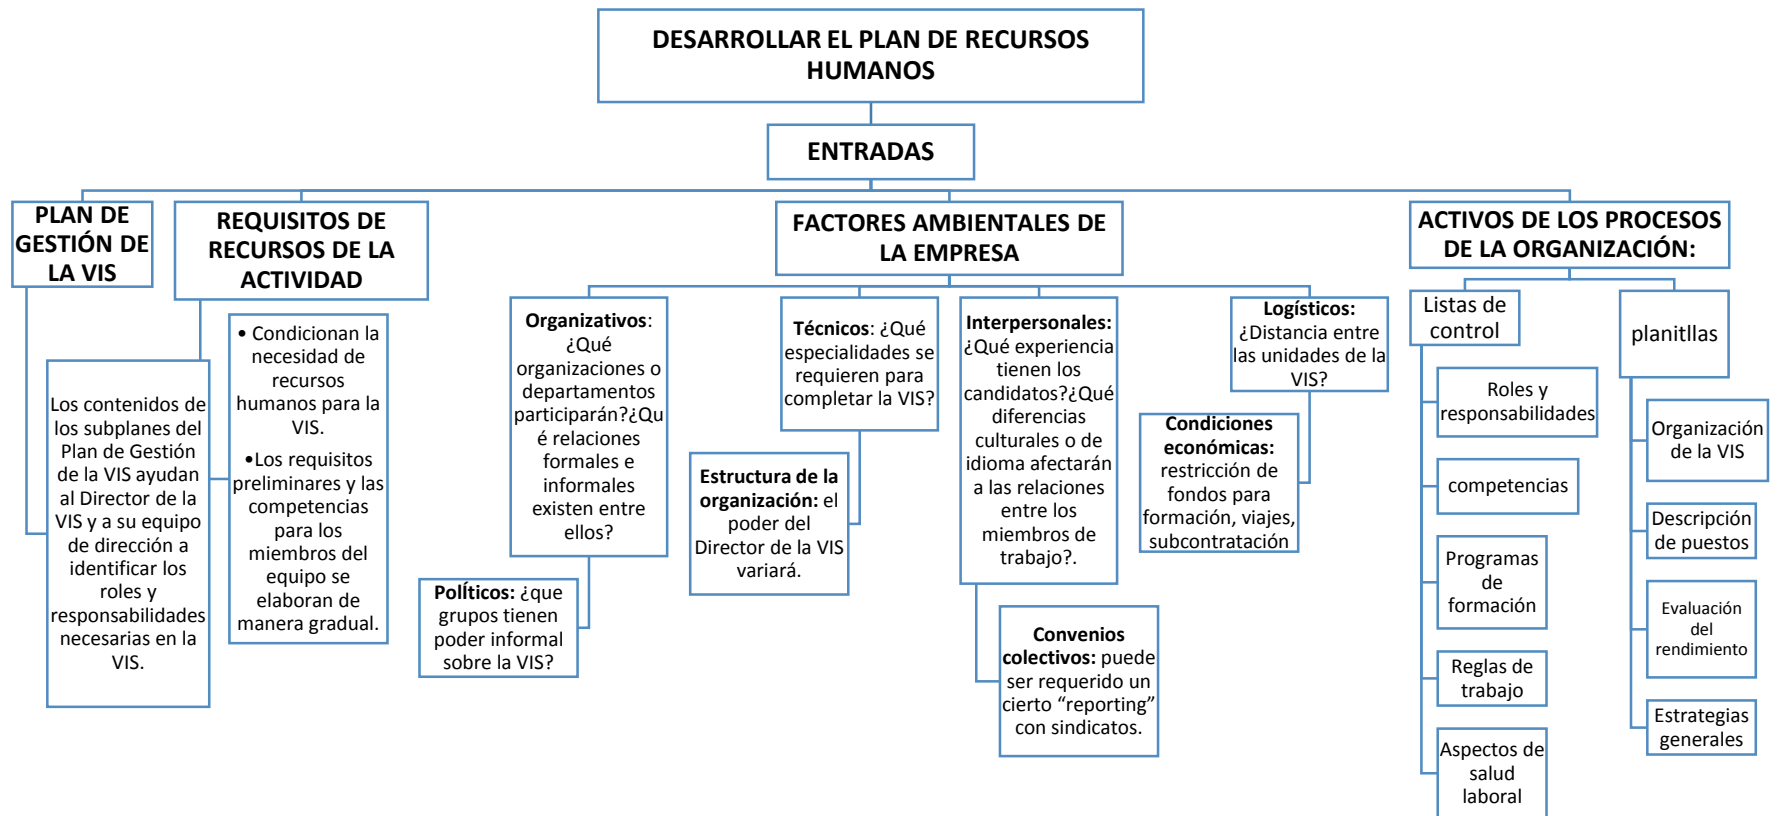 DESARROLLAR EL PLAN DE RECURSOS
HUMANOS
ENTRADAS
PLAN DE
GESTIÓN DE
LA VIS
Los contenidos de
los subplanes del
Plan de Gestión
de la VIS ayudan
al Director de la
VIS y a su equipo
de dirección a
identificar los
roles y
responsabilidades
necesarias en la
VIS.
REQUISITOS DE
RECURSOS DE LA
ACTIVIDAD
• Condicionan la
necesidad de
recursos
humanos para la
VIS.
•Los requisitos
preliminares y las
competencias
para los
miembros del
equipo se
elaboran de
manera gradual.
FACTORES AMBIENTALES DE
LA EMPRESA
Organizativos:
¿Qué
organizaciones o
departamentos
participarán?¿Qu
é relaciones
formales e
informales
existen entre
ellos?
Políticos: ¿que
grupos tienen
poder informal
sobre la VIS?
Técnicos: ¿Qué
especialidades se
requieren para
completar la VIS?
Estructura de la
organización: el
poder del
Director de la VIS
variará.
Interpersonales:
¿Qué experiencia
tienen los
candidatos?¿Qué
diferencias
culturales o de
idioma afectarán
a las relaciones
entre los
miembros de
trabajo?.
Convenios
colectivos: puede
ser requerido un
cierto “reporting”
con sindicatos.
Logísticos:
¿Distancia entre
las unidades de la
VIS?
Condiciones
económicas:
restricción de
fondos para
formación, viajes,
subcontratación
ACTIVOS DE LOS PROCESOS
DE LA ORGANIZACIÓN:
Listas de
control
Roles y
responsabilidades
competencias
Programas
de
formación
Reglas de
trabajo
Aspectos de
salud
laboral
planitllas
Organización
de la VIS
Descripción
de puestos
Evaluación
del
rendimiento
Estrategias
generales